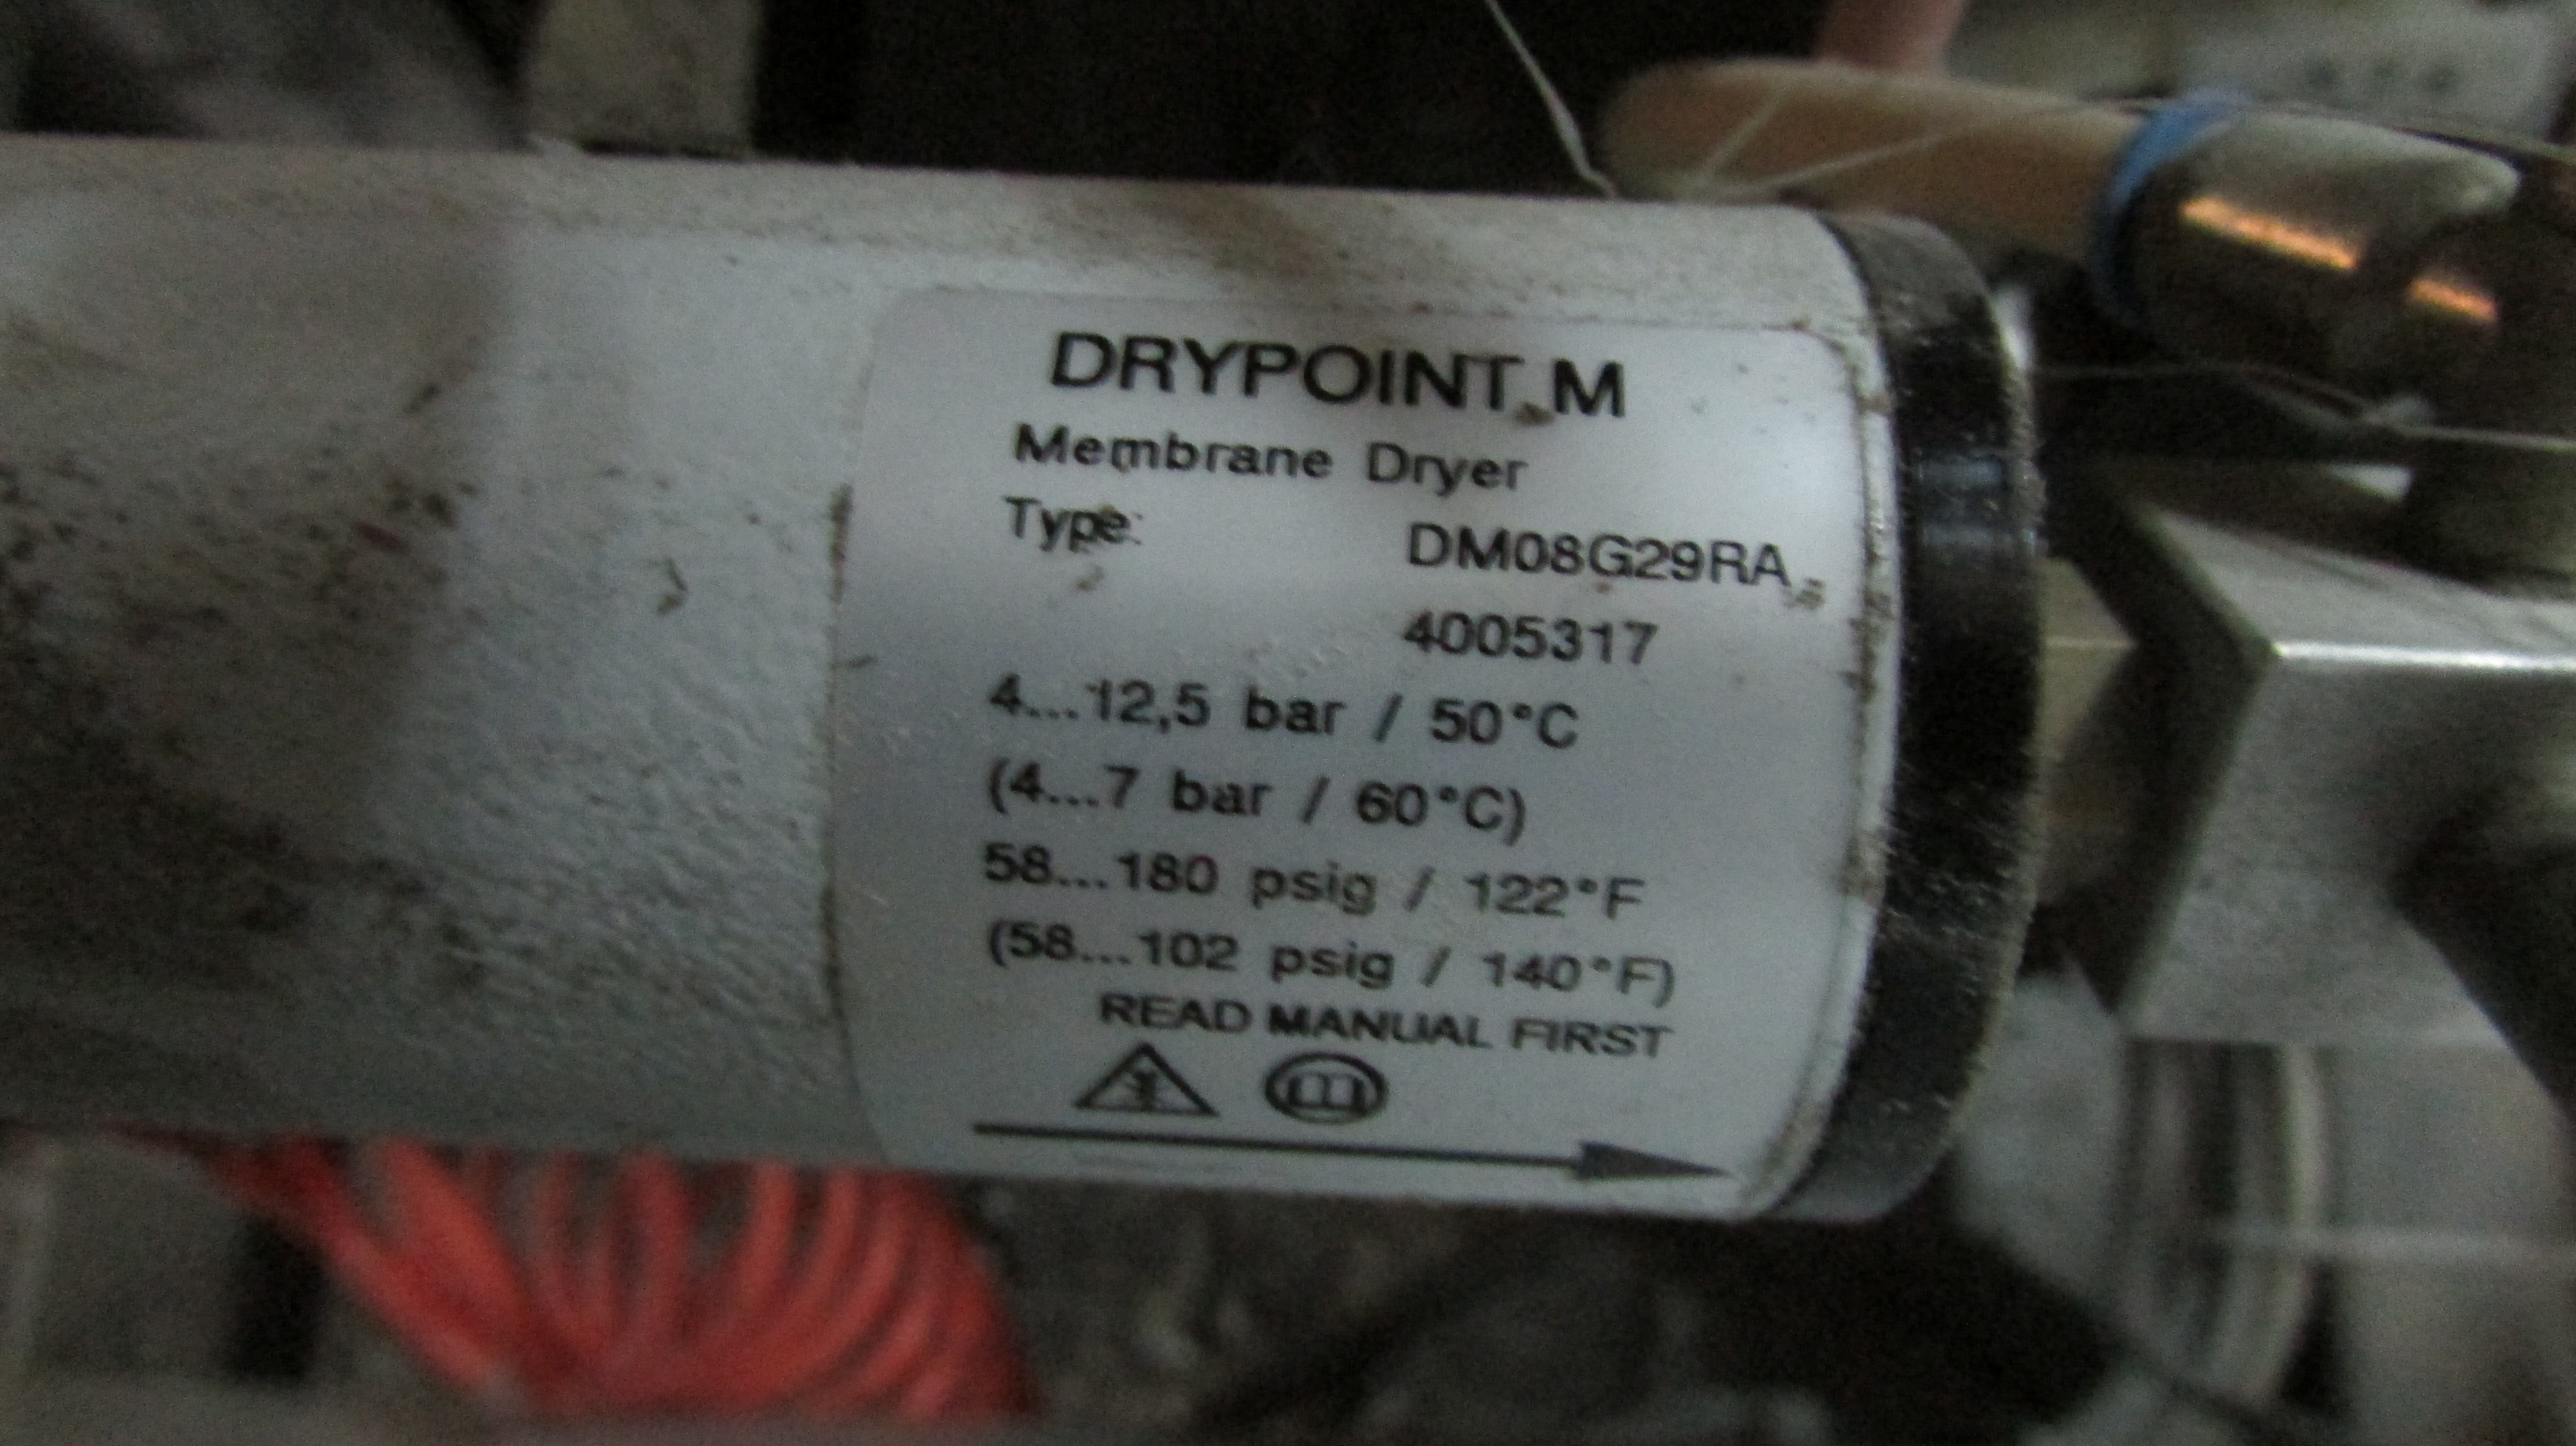 DRYPOINT M
Membrane Dryer
Type: DM08G29RA
4005317
4...12,5 bar / 50°C
(4...7 bar / 60°C)
58...180 psig / 122°F
(58...102 psig / 140°F)
READ MANUAL FIRST